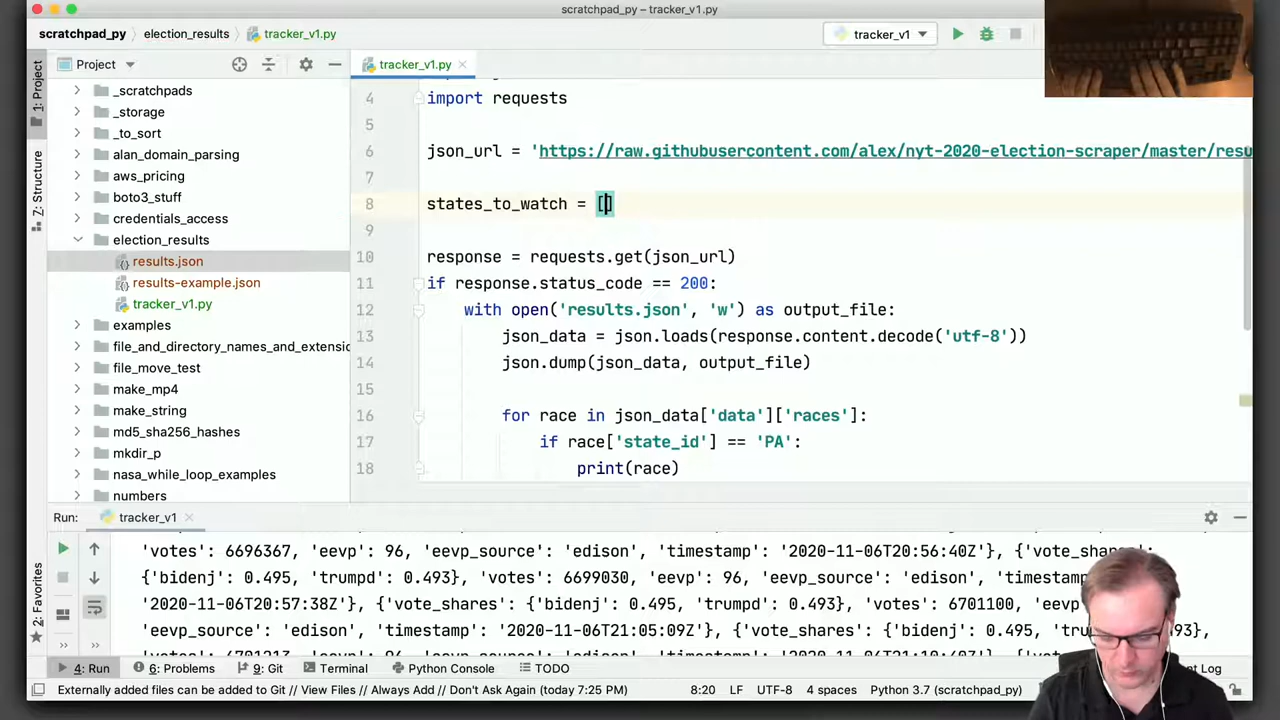 scratchpad_py – tracker_v1.py
scratchpad_py
election_results
tracker_v1.py
tracker_v1
1: Project
Z: Structure
2: Favorites
Project
_scratchpads
_storage
_to_sort
alan_domain_parsing
aws_pricing
boto3_stuff
credentials_access
election_results
results.json
results-example.json
tracker_v1.py
examples
file_and_directory_names_and_extensio
file_move_test
make_mp4
make_string
md5_sha256_hashes
mkdir_p
nasa_while_loop_examples
numbers
tracker_v1.py
4 import requests
5
6 json_url = 'https://raw.githubusercontent.com/alex/nyt-2020-election-scraper/master/resu
7
8 states_to_watch = []
9
10 response = requests.get(json_url)
11 if response.status_code == 200:
12 with open('results.json', 'w') as output_file:
13 json_data = json.loads(response.content.decode('utf-8'))
14 json.dump(json_data, output_file)
15
16 for race in json_data['data']['races']:
17 if race['state_id'] == 'PA':
18 print(race)
Run: tracker_v1
'votes': 6696367, 'eevp': 96, 'eevp_source': 'edison', 'timestamp': '2020-11-06T20:56:40Z'}, {'vote_shares':
{'bidenj': 0.495, 'trumpd': 0.493}, 'votes': 6699030, 'eevp': 96, 'eevp_source': 'edison', 'timestamp
'2020-11-06T20:57:38Z'}, {'vote_shares': {'bidenj': 0.495, 'trumpd': 0.493}, 'votes': 6701100, 'eevp
'eevp_source': 'edison', 'timestamp': '2020-11-06T21:05:09Z'}, {'vote_shares': {'bidenj': 0.495, 'tru 93},
4: Run
6: Problems
9: Git
Terminal
Python Console
TODO
t Log
Externally added files can be added to Git // View Files // Always Add // Don't Ask Again (today 7:25 PM)
8:20
LF
UTF-8
4 spaces
Python 3.7 (scratchpad_py)